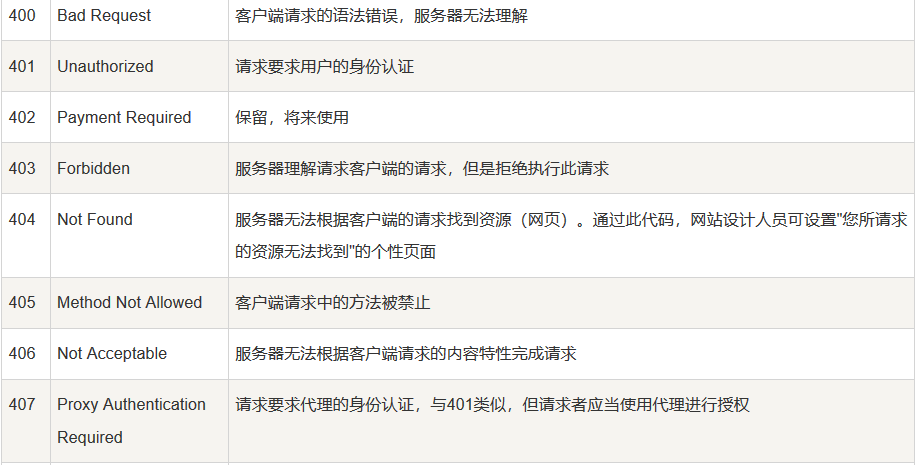 400 Bad Request 客户端请求的语法错误，服务器无法理解
401 Unauthorized 请求要求用户的身份认证
402 Payment Required 保留，将来使用
403 Forbidden 服务器理解请求客户端的请求，但是拒绝执行此请求
404 Not Found 服务器无法根据客户端的请求找到资源（网页）。通过此代码，网站设计人员可设置"您所请求
的资源无法找到"的个性页面
405 Method Not Allowed 客户端请求中的方法被禁止
406 Not Acceptable 服务器无法根据客户端请求的内容特性完成请求
407 Proxy Authentication 请求要求代理的身份认证，与401类似，但请求者应当使用代理进行授权
Required